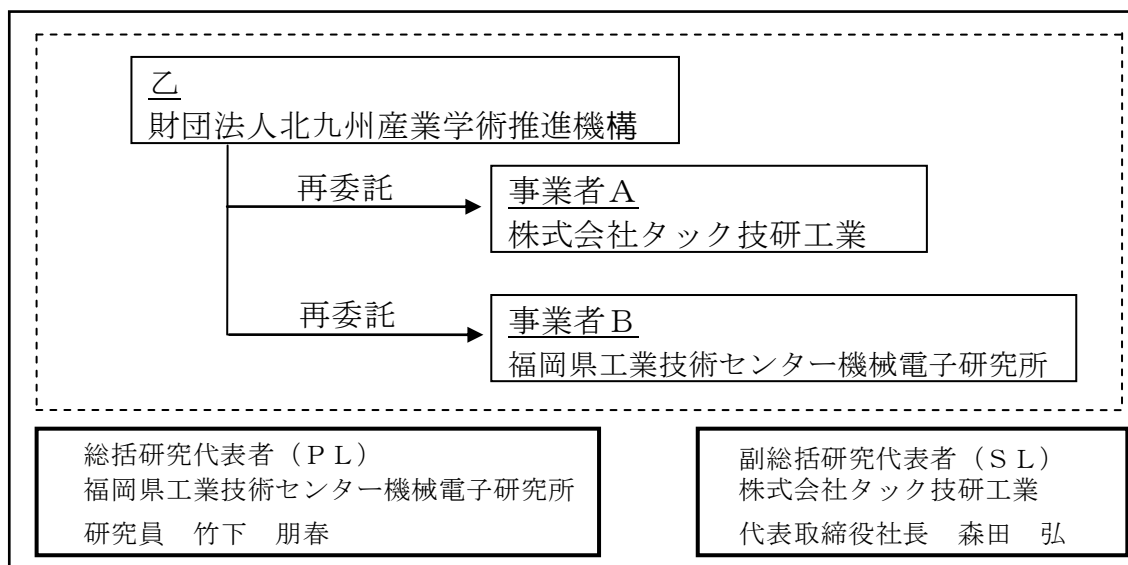 乙
財団法人北九州産業学術推進機構
再委託
事業者Ａ
株式会社タック技研工業
再委託
事業者Ｂ
福岡県工業技術センター機械電子研究所
総括研究代表者（ＰＬ）
福岡県工業技術センター機械電子研究所
研究員　竹下　朋春
副総括研究代表者（ＳＬ）
株式会社タック技研工業
代表取締役社長　森田　弘